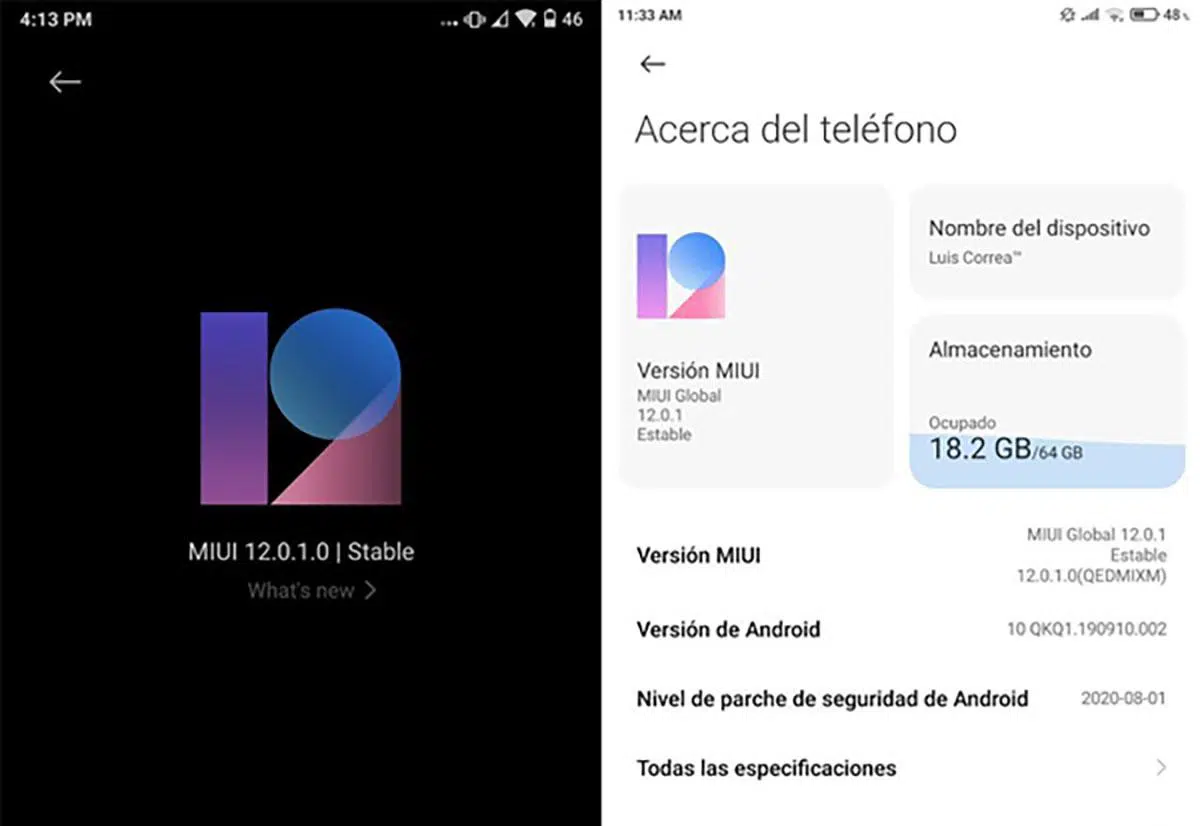 4:13 PM
46
MIUI 12.0.1.0 | Stable
What's new
11:33 AM
48
Acerca del teléfono
Versión MIUI
MIUI Global
12.0.1
Estable
Nombre del dispositivo
Luis Correa™
Almacenamiento
Ocupado
18.2 GB/64 GB
Versión MIUI
MIUI Global 12.0.1
Estable
12.0.1.0(QEDMIXM)
Versión de Android
10 QKQ1.190910.002
Nivel de parche de seguridad de Android
2020-08-01
Todas las especificaciones